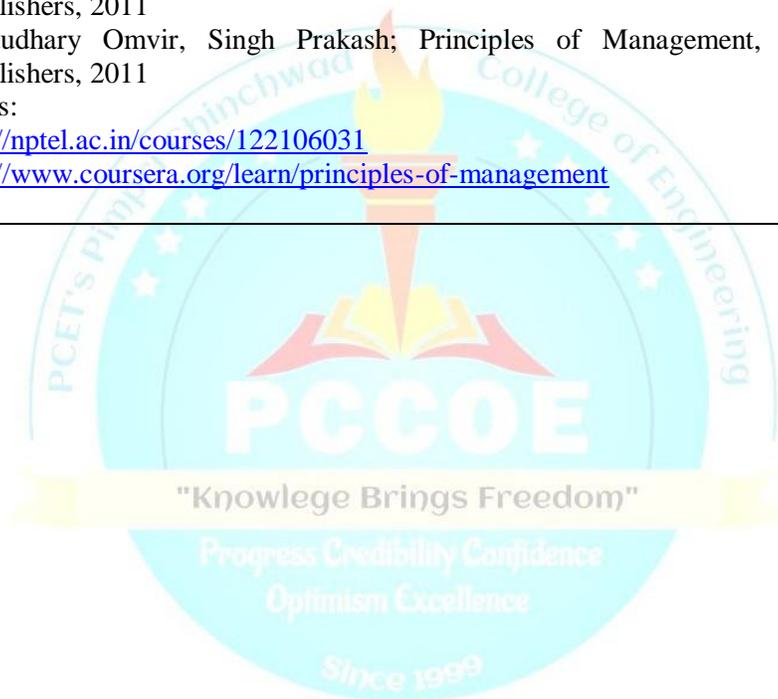 lishers, 2011
udhary Omvir, Singh Prakash; Principles of Management,
lishers, 2011
s:
//nptel.ac.in/courses/122106031
//www.coursera.org/learn/principles-of-management
PCET's Pimpri Chinchwad College of Engineering
PCCOE
"Knowlege Brings Freedom"
Progress Credibility Confidence
Optimism Excellence
Since 1999